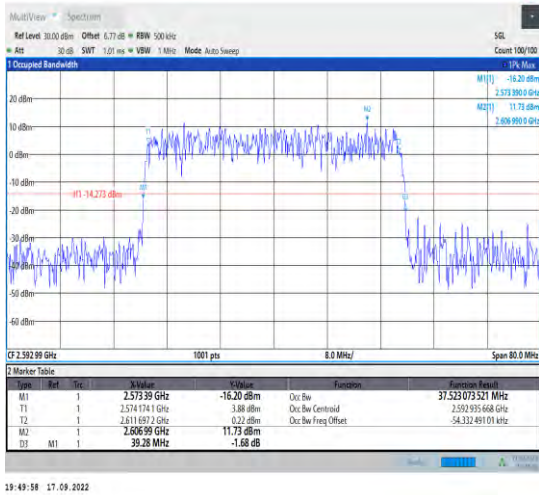 MultiView Spectrum
Ref Level 30.00 dBm Offset 6.77 dB RBW 500 kHz SGL
Att 30 dB SWT 1.01 ms VBW 1 MHz Mode Auto Sweep Count 100/100
1 Occupied Bandwidth 1Pk Max
M1[1] -16.20 dBm
2.573 390 0 GHz
M2[1] 11.73 dBm
2.606 990 0 GHz
20 dBm
M2
10 dBm
0 dBm
-10 dBm
H1 -14.273 dBm
-20 dBm
-30 dBm
-40 dBm
-50 dBm
-60 dBm
CF 2.592 99 GHz 1001 pts 8.0 MHz/ Span 80.0 MHz
2 Marker Table
Type Ref Trc X-Value Y-Value Function Function Result
M1 1 2.573 39 GHz -16.20 dBm Occ Bw 37.523 073 521 MHz
T1 1 2.574 174 1 GHz 3.88 dBm Occ Bw Centroid 2.592 935 668 GHz
T2 1 2.611 697 2 GHz 0.22 dBm Occ Bw Freq Offset -54.332 491 01 kHz
M2 1 2.606 99 GHz 11.73 dBm
D3 M1 1 39.28 MHz -1.68 dB
19:49:58 17.09.2022